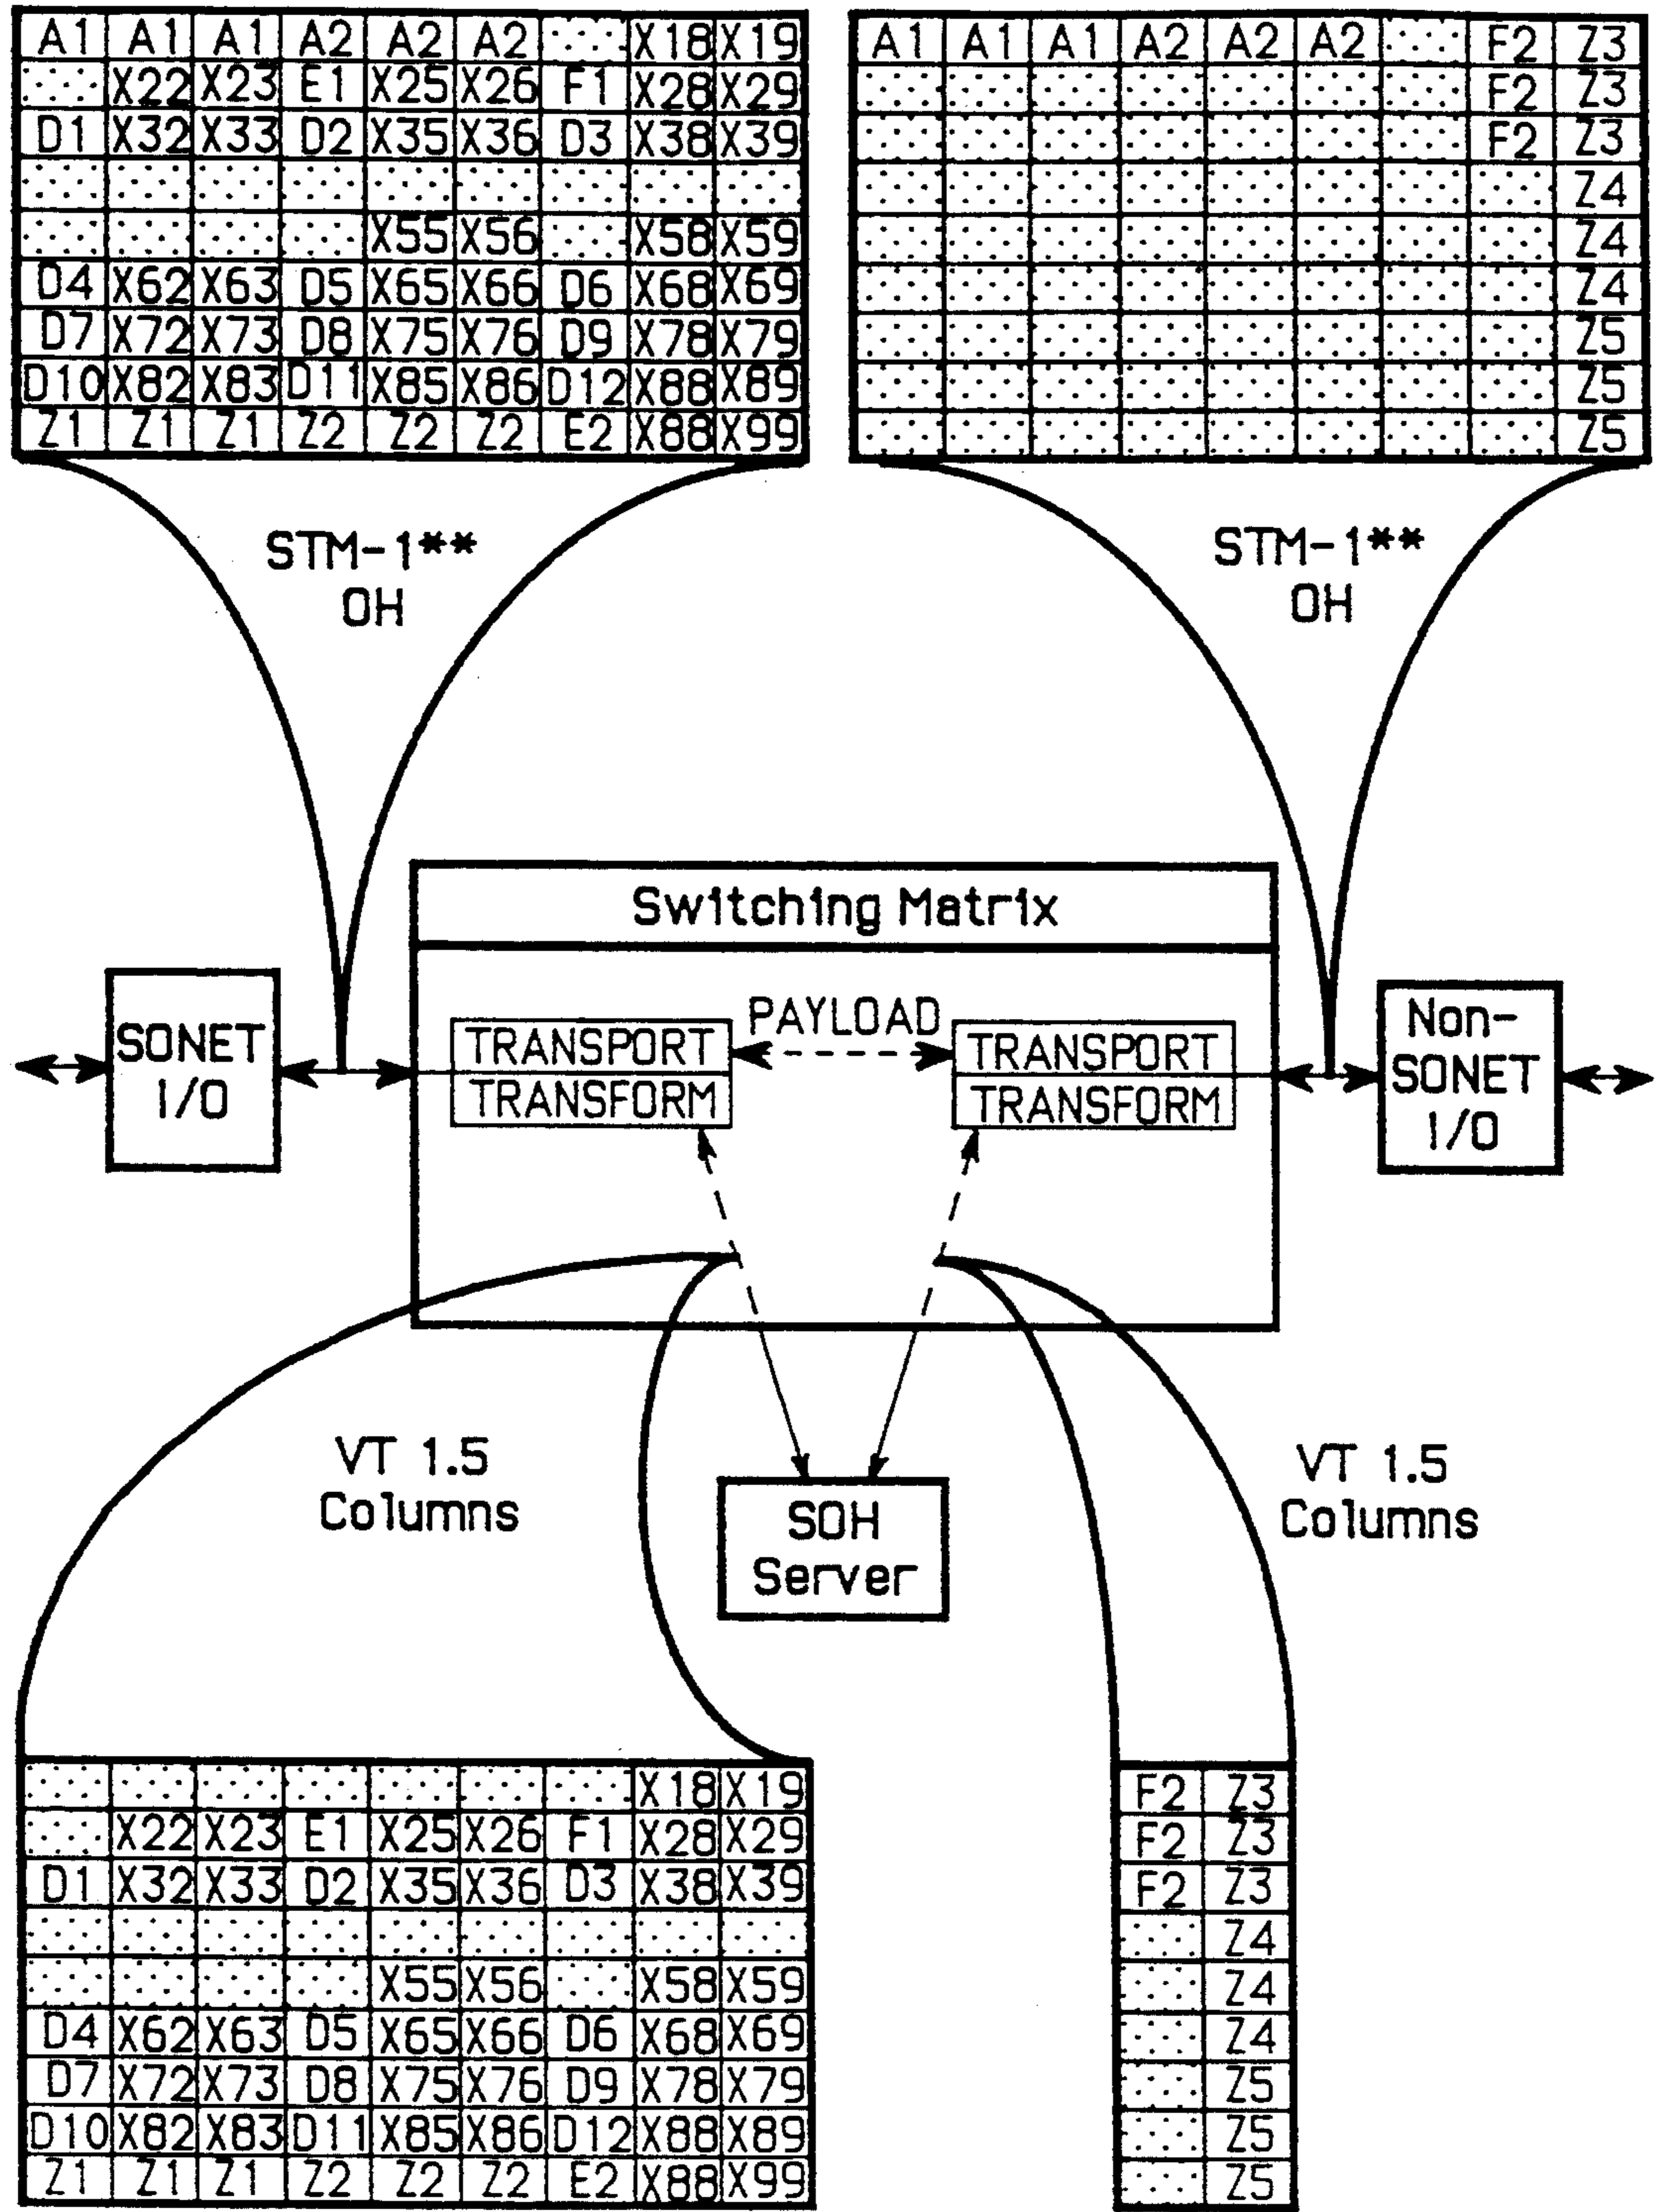 A1 A1 A1 A2 A2 A2 X18 X19
X22 X23 E1 X25 X26 F1 X28 X29
D1 X32 X33 D2 X35 X36 D3 X38 X39
X55 X56 X58 X59
D4 X62 X63 D5 X65 X66 D6 X68 X69
D7 X72 X73 D8 X75 X76 D9 X78 X79
D10 X82 X83 D11 X85 X86 D12 X88 X89
Z1 Z1 Z1 Z2 Z2 Z2 E2 X88 X99
A1 A1 A1 A2 A2 A2 F2 Z3
F2 Z3
F2 Z3
Z4
Z4
Z4
Z5
Z5
Z5
STM-1**
OH
STM-1**
OH
Switching Matrix
SONET
I/O
TRANSPORT
TRANSFORM
PAYLOAD
TRANSPORT
TRANSFORM
Non-
SONET
I/O
VT 1.5
Columns
SOH
Server
VT 1.5
Columns
X18 X19
X22 X23 E1 X25 X26 F1 X28 X29
D1 X32 X33 D2 X35 X36 D3 X38 X39
X55 X56 X58 X59
D4 X62 X63 D5 X65 X66 D6 X68 X69
D7 X72 X73 D8 X75 X76 D9 X78 X79
D10 X82 X83 D11 X85 X86 D12 X88 X89
Z1 Z1 Z1 Z2 Z2 Z2 E2 X88 X99
F2 Z3
F2 Z3
F2 Z3
Z4
Z4
Z4
Z5
Z5
Z5